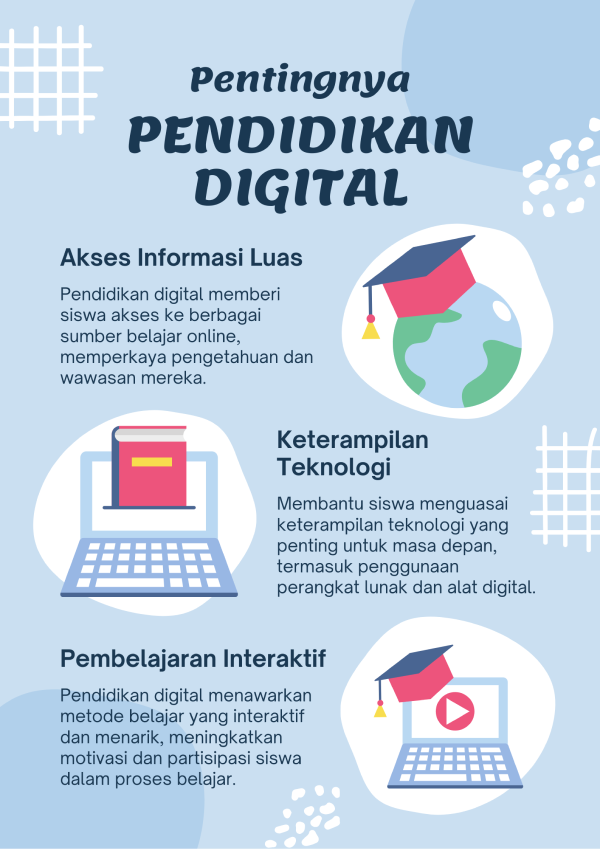 Pentingnya
PENDIDIKAN
DIGITAL
Akses Informasi Luas
Pendidikan digital memberi
siswa akses ke berbagai
sumber belajar online,
memperkaya pengetahuan dan
wawasan mereka.
Keterampilan
Teknologi
Membantu siswa menguasai
keterampilan teknologi yang
penting untuk masa depan,
termasuk penggunaan
perangkat lunak dan alat digital.
Pembelajaran Interaktif
Pendidikan digital menawarkan
metode belajar yang interaktif
dan menarik, meningkatkan
motivasi dan partisipasi siswa
dalam proses belajar.